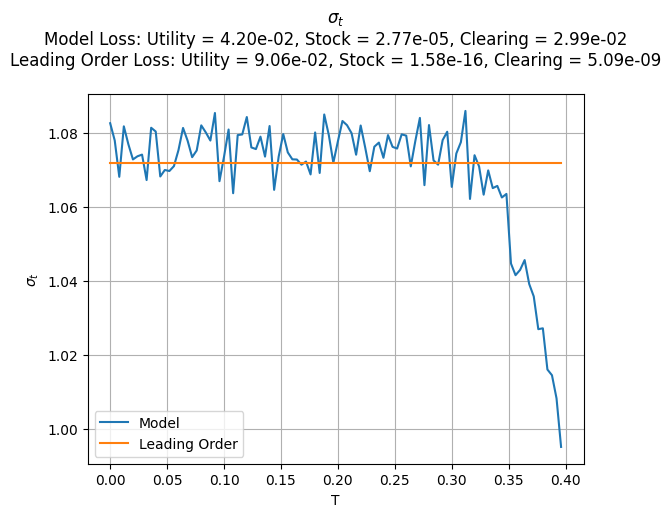 σₜ
Model Loss: Utility = 4.20e-02, Stock = 2.77e-05, Clearing = 2.99e-02
Leading Order Loss: Utility = 9.06e-02, Stock = 1.58e-16, Clearing = 5.09e-09
1.08
1.06
1.04
1.02
1.00
σₜ
Model
Leading Order
0.00 0.05 0.10 0.15 0.20 0.25 0.30 0.35 0.40
T